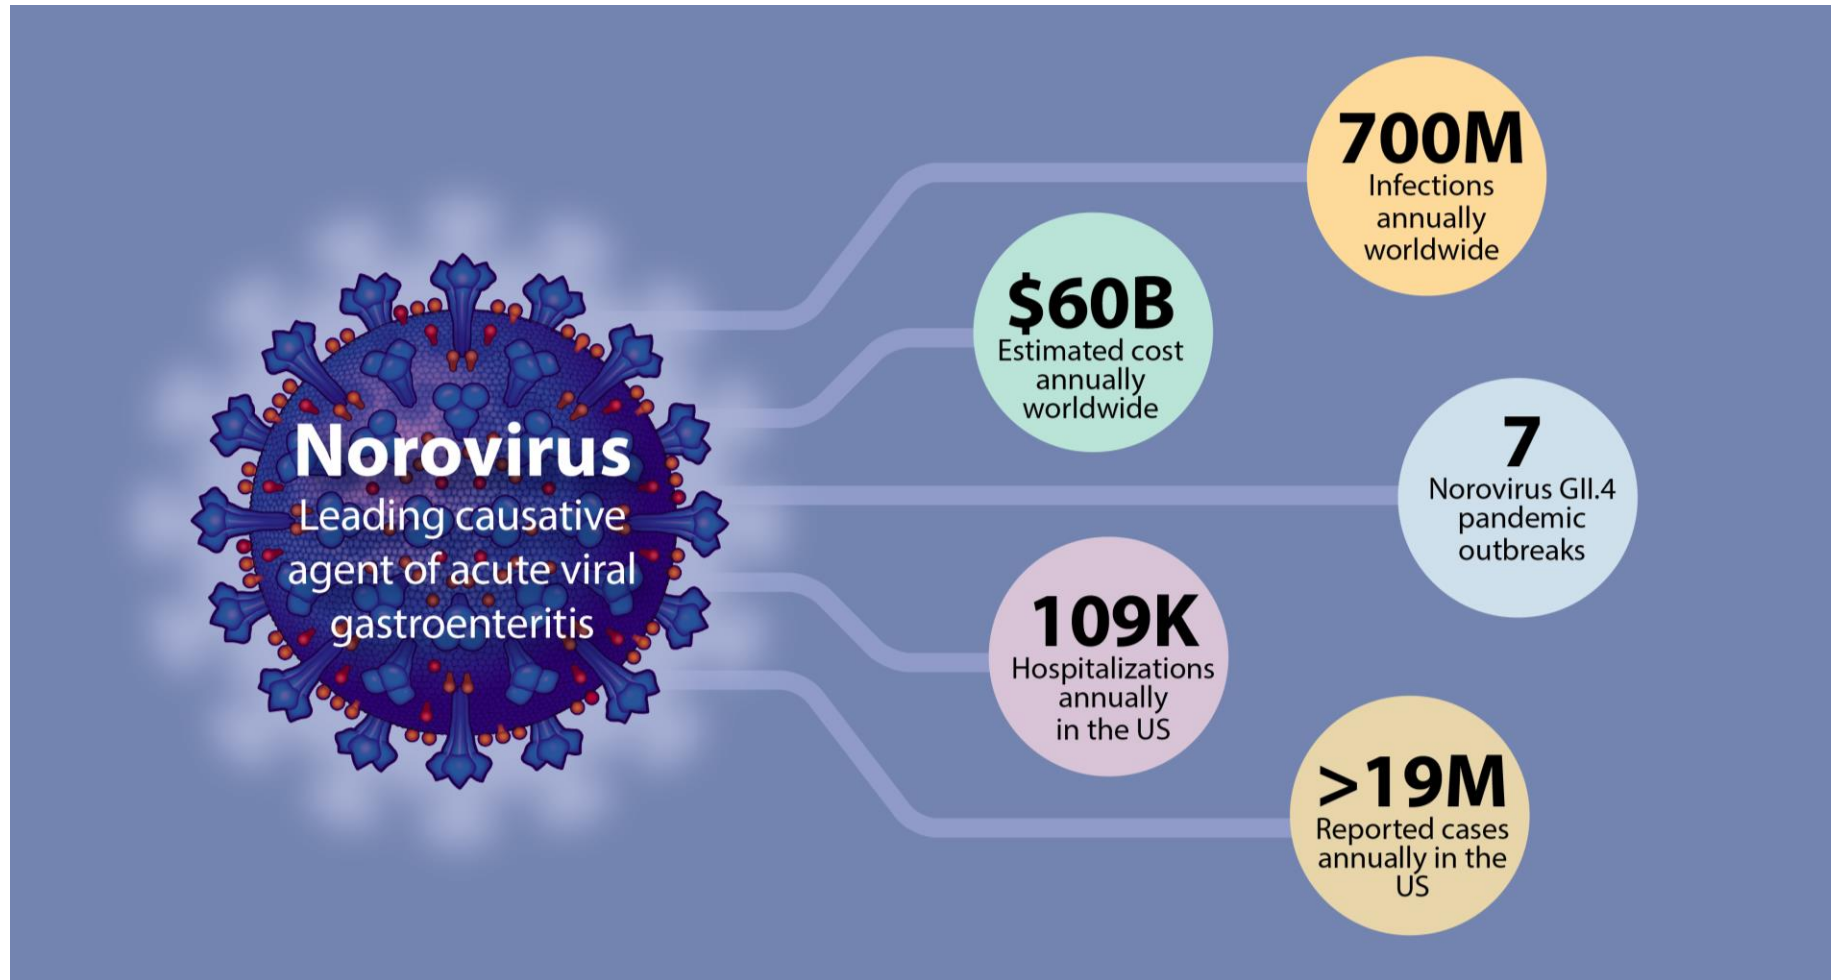 Norovirus
Leading causative
agent of acute viral
gastroenteritis
700M
Infections
annually
worldwide
$60B
Estimated cost
annually
worldwide
7
Norovirus GII.4
pandemic
outbreaks
109K
Hospitalizations
annually
in the US
>19M
Reported cases
annually in the
US